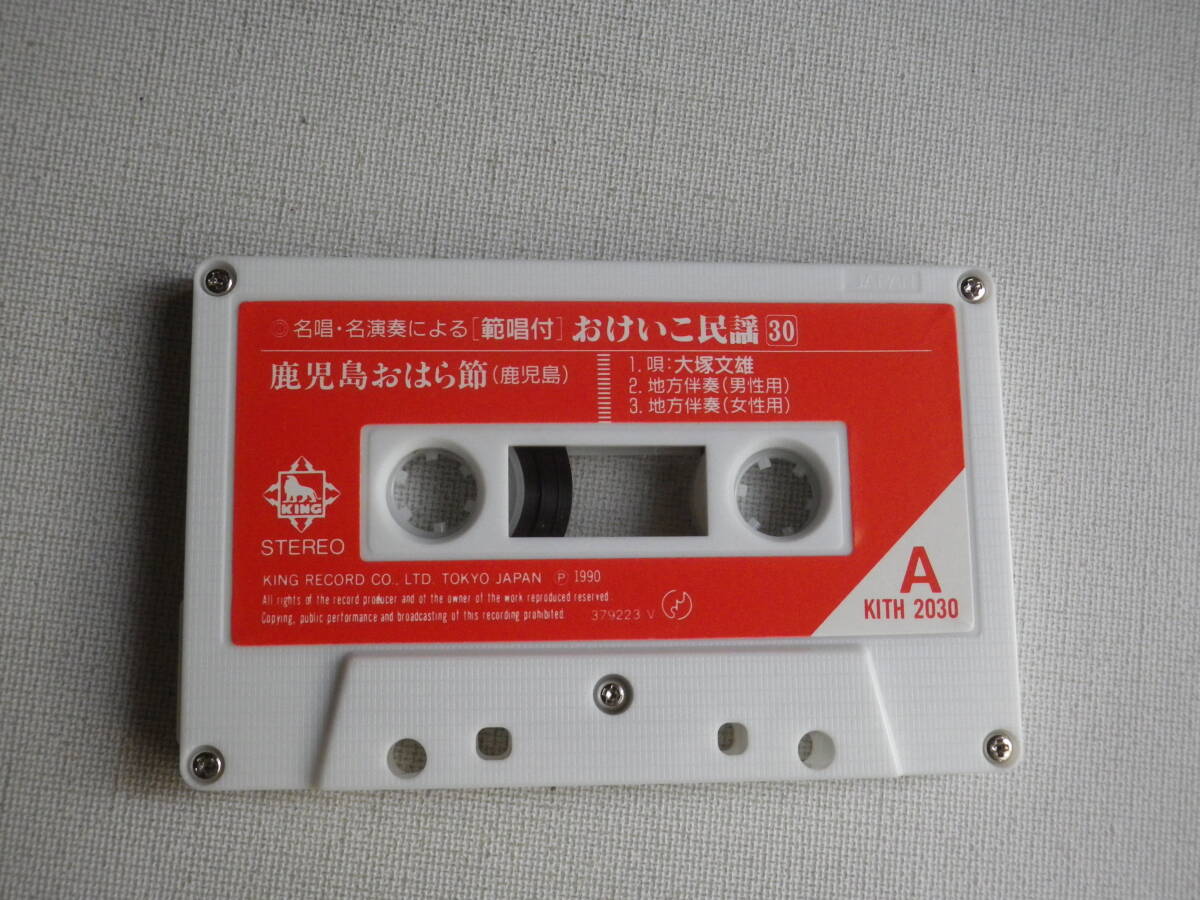 JAPAN
◎名唱・名演奏による[範唱付]おけいこ民謡30
鹿児島おはら節(鹿児島)
1. 唄:大塚文雄
2. 地方伴奏(男性用)
3. 地方伴奏(女性用)
KING
STEREO
KING RECORD CO., LTD. TOKYO JAPAN Ⓟ 1990
All rights of the record producer and of the owner of the work reproduced reserved.
Copying, public performance and broadcasting of this recording prohibited. 379223 V
A
KITH 2030